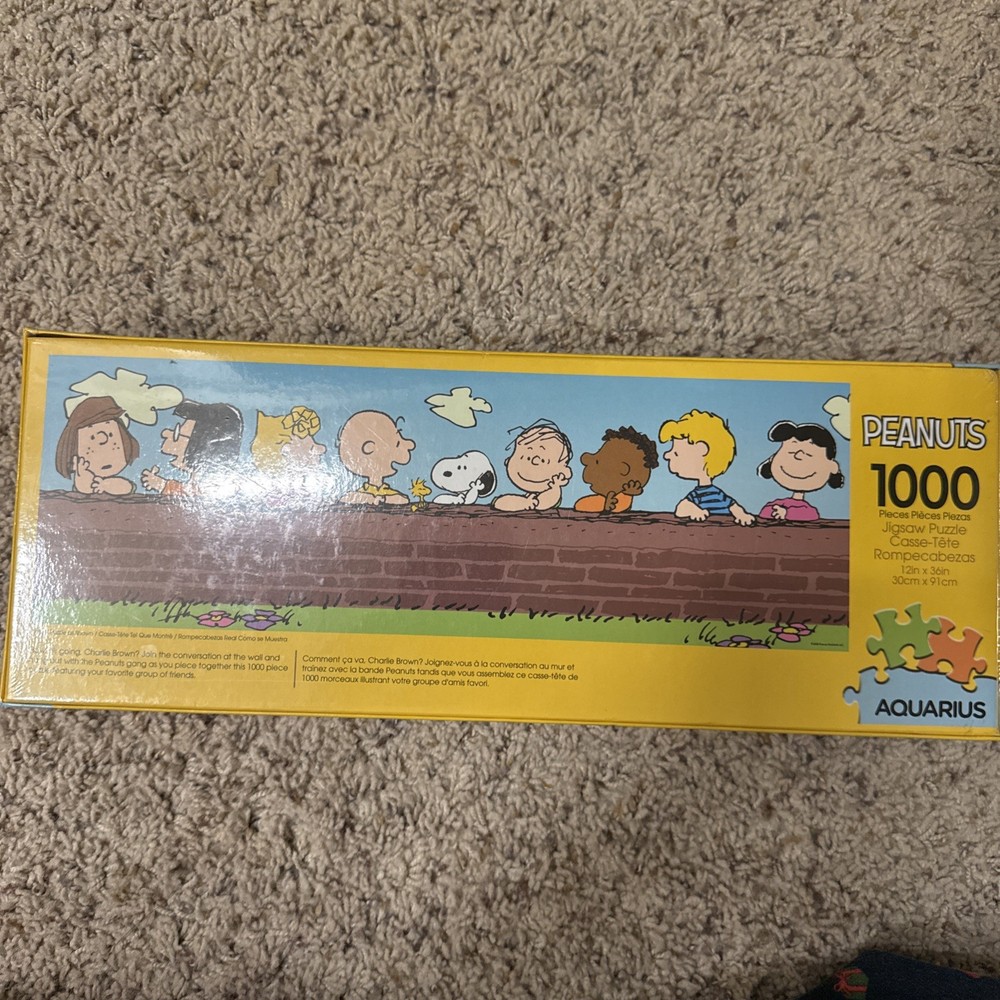 PEANUTS
1000
Pieces Pièces Piezas
Jigsaw Puzzle
Casse-Tête
Rompecabezas
12in x 36in
30cm x 91cm
AQUARIUS
Shown / Casse-Tête Tel Que Montré / Rompecabezas Real Como se Muestra
going, Charlie Brown? Join the conversation at the wall and
out with the Peanuts gang as you piece together this 1000 piece
featuring your favorite group of friends.
Comment ça va, Charlie Brown? Joignez-vous à la conversation au mur et
traînez avec la bande Peanuts tandis que vous assemblez ce casse-tête de
1000 morceaux illustrant votre groupe d'amis favori.